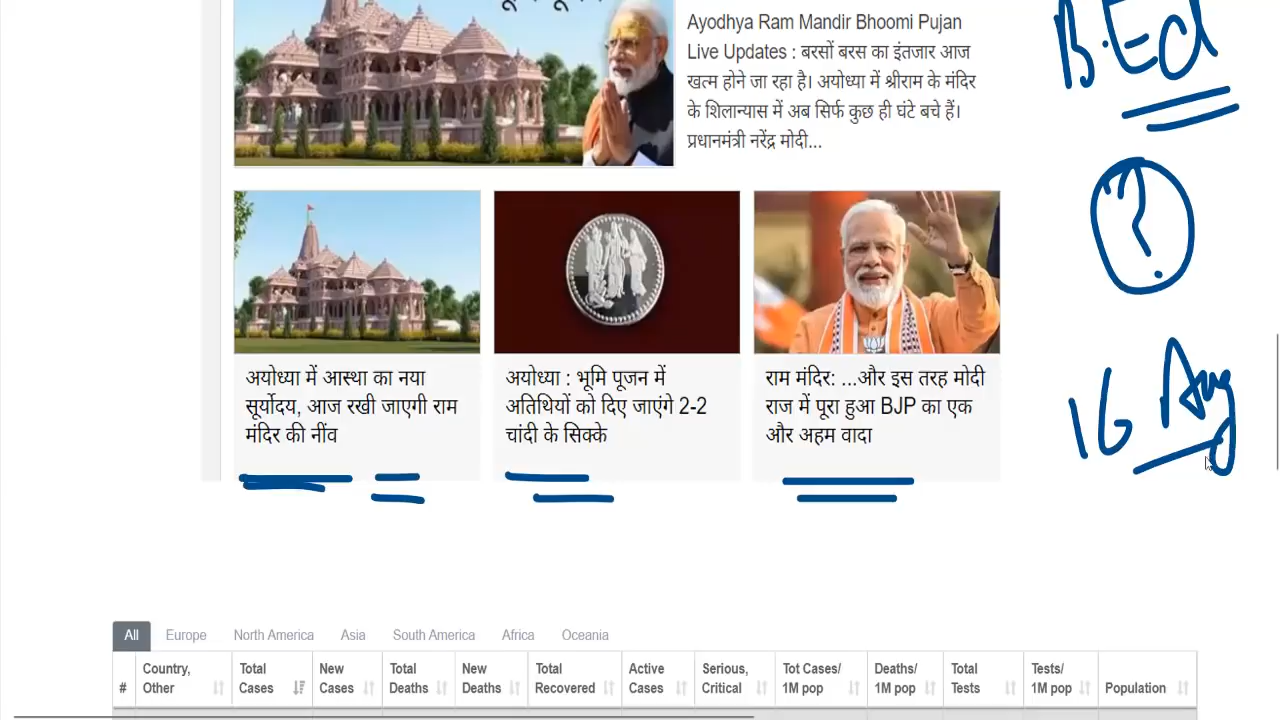 Ayodhya Ram Mandir Bhoomi Pujan
Live Updates : बरसों बरस का इंतजार आज
खत्म होने जा रहा है। अयोध्या में श्रीराम के मंदिर
के शिलान्यास में अब सिर्फ कुछ ही घंटे बचे हैं।
प्रधानमंत्री नरेंद्र मोदी...
B.Ed
?
16 Aug
अयोध्या में आस्था का नया
सूर्योदय, आज रखी जाएगी राम
मंदिर की नींव
अयोध्या : भूमि पूजन में
अतिथियों को दिए जाएंगे 2-2
चांदी के सिक्के
राम मंदिर: ...और इस तरह मोदी
राज में पूरा हुआ BJP का एक
और अहम वादा
All Europe North America Asia South America Africa Oceania
Country, Total New Total New Total Active Serious, Tot Cases/ Deaths/ Total Tests/
# Other Cases Cases Deaths Deaths Recovered Cases Critical 1M pop 1M pop Tests 1M pop Population